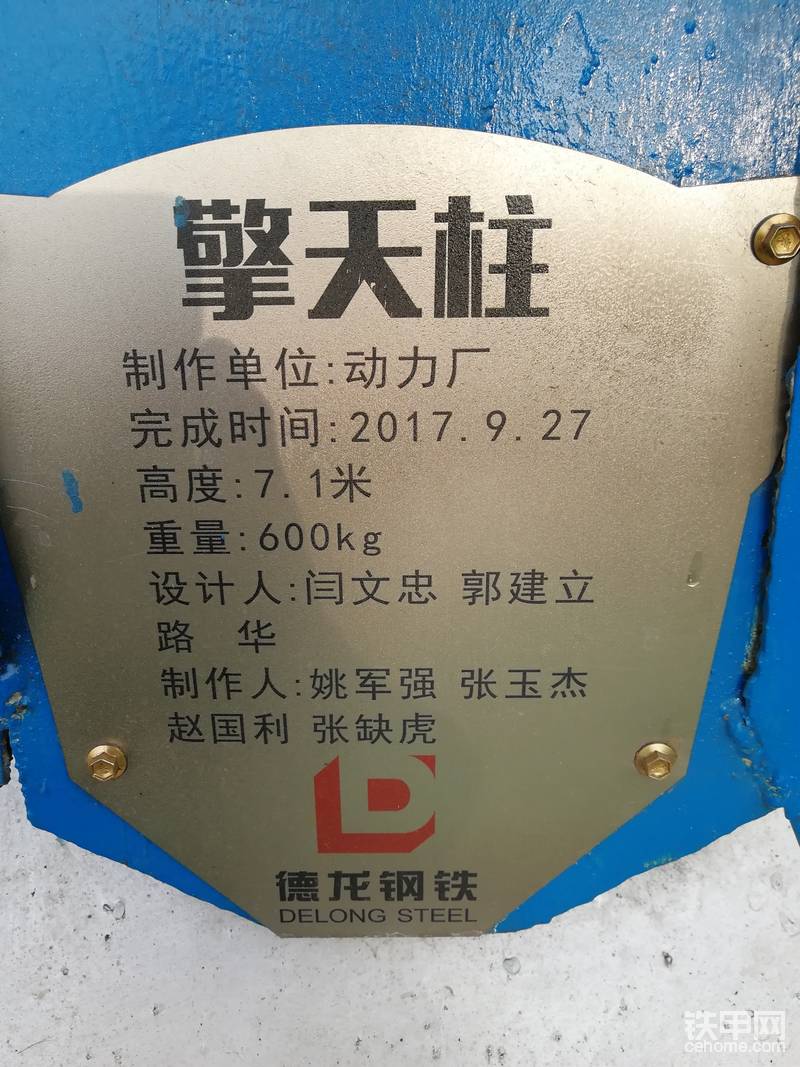 擎天柱
制作单位:动力厂
完成时间:2017.9.27
高度:7.1米
重量:600kg
设计人:闫文忠 郭建立
路 华
制作人:姚军强 张玉杰
赵国利 张缺虎
德龙钢铁
DELONG STEEL
铁甲网
cehome.com